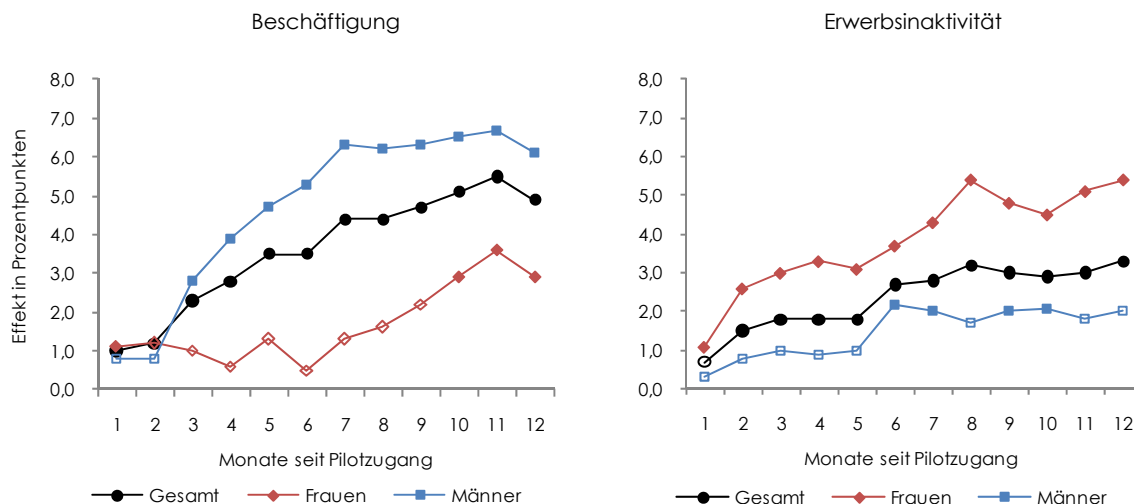 Beschäftigung
Effekt in Prozentpunkten
8,0
7,0
6,0
5,0
4,0
3,0
2,0
1,0
0,0
1 2 3 4 5 6 7 8 9 10 11 12
Monate seit Pilotzugang
Gesamt Frauen Männer
Erwerbsinaktivität
8,0
7,0
6,0
5,0
4,0
3,0
2,0
1,0
0,0
1 2 3 4 5 6 7 8 9 10 11 12
Monate seit Pilotzugang
Gesamt Frauen Männer